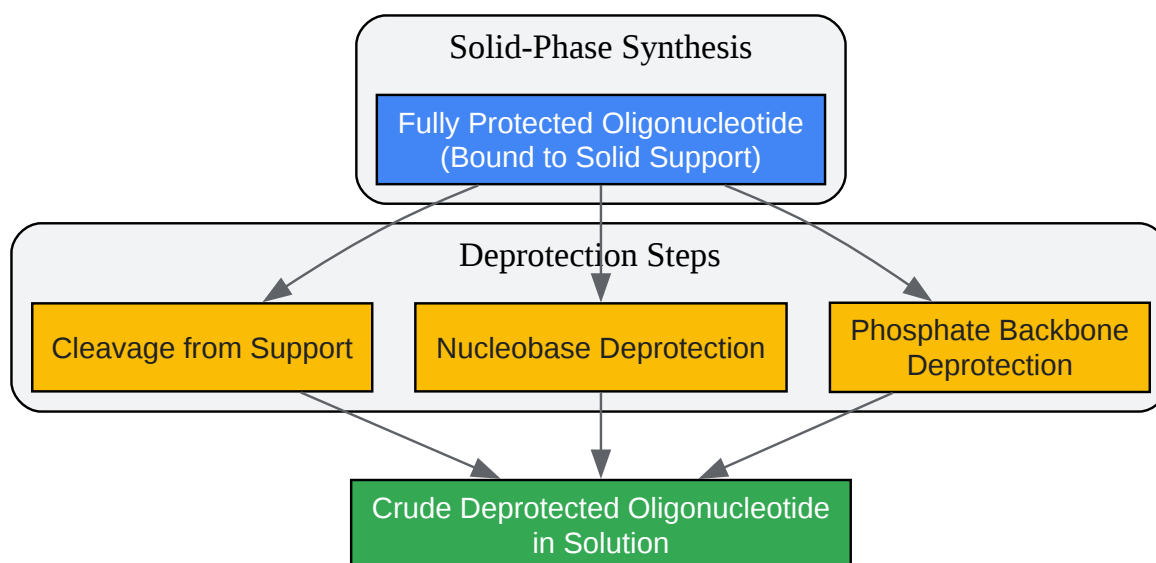 Solid-Phase Synthesis
Fully Protected Oligonucleotide
(Bound to Solid Support)
Deprotection Steps
Cleavage from Support
Nucleobase Deprotection
Phosphate Backbone
Deprotection
Crude Deprotected Oligonucleotide
in Solution